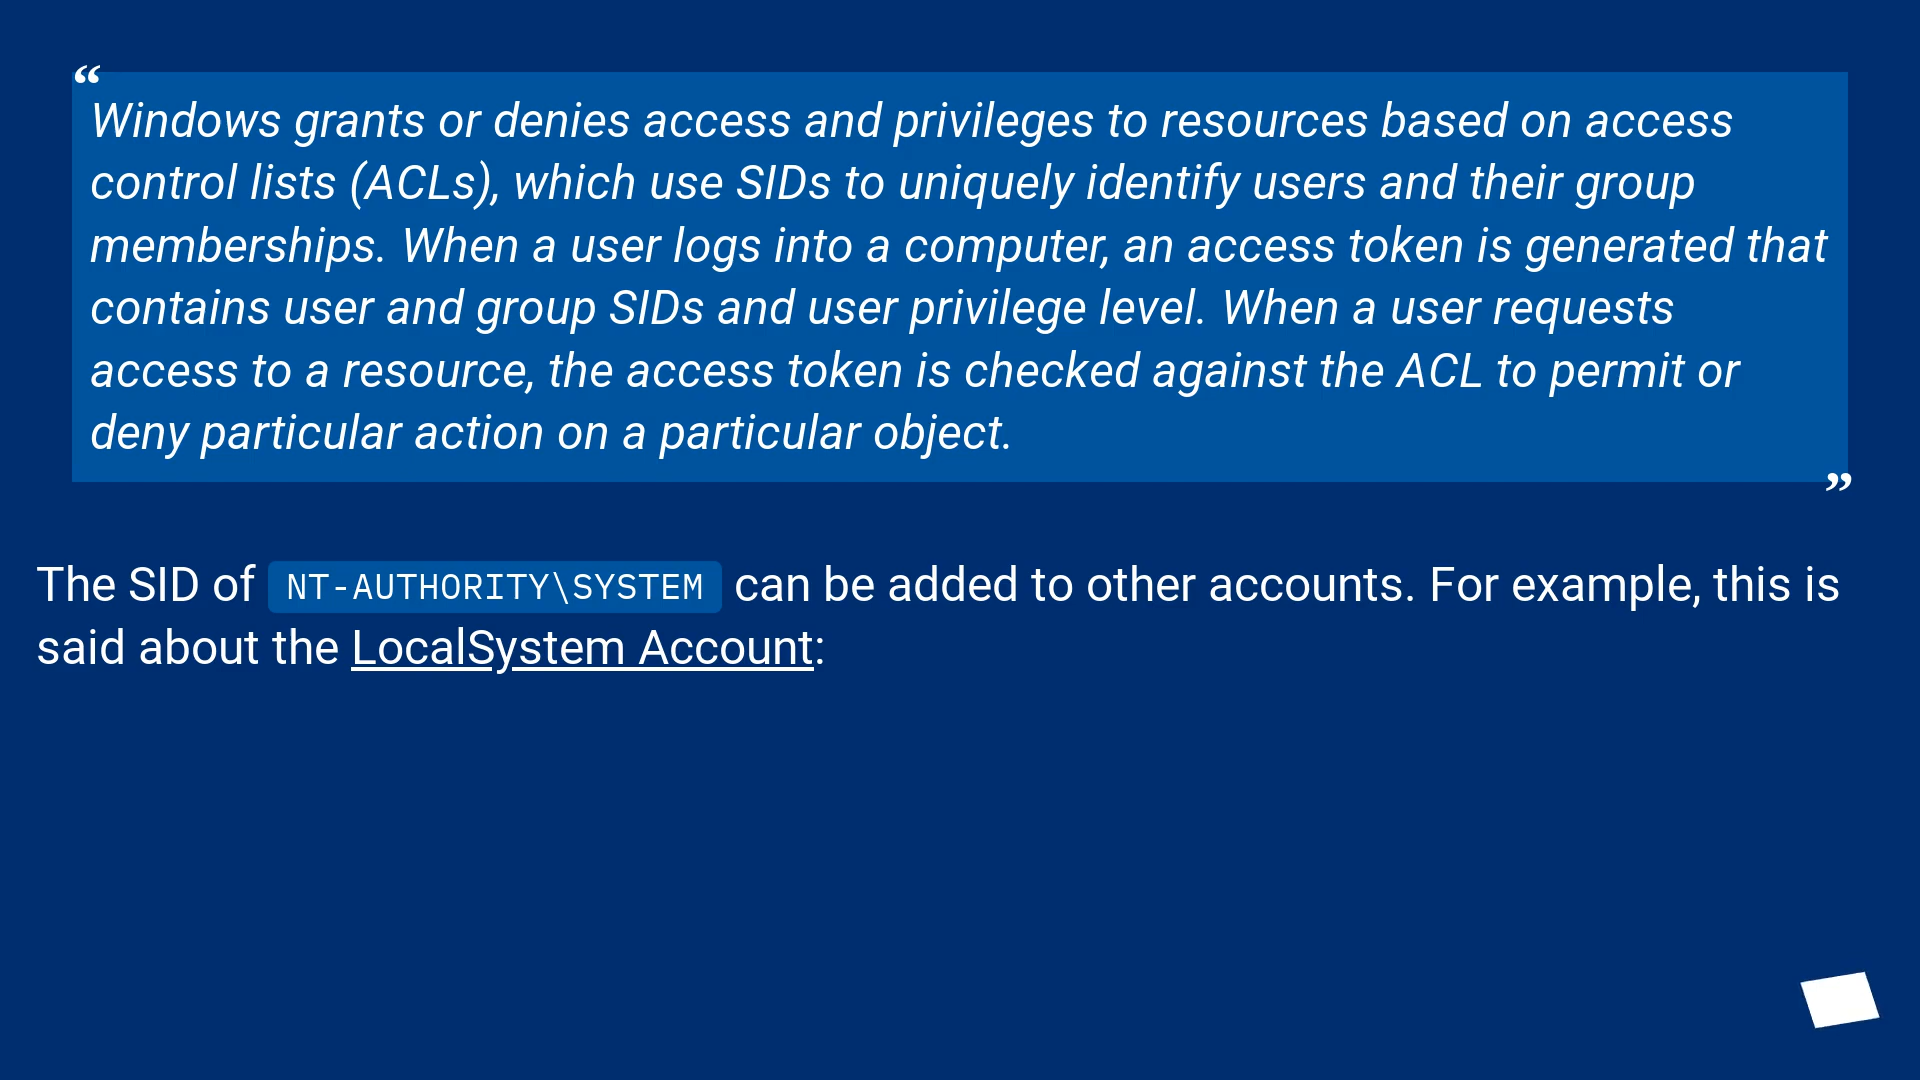 “
Windows grants or denies access and privileges to resources based on access
control lists (ACLs), which use SIDs to uniquely identify users and their group
memberships. When a user logs into a computer, an access token is generated that
contains user and group SIDs and user privilege level. When a user requests
access to a resource, the access token is checked against the ACL to permit or
deny particular action on a particular object.
”
The SID of NT-AUTHORITY\SYSTEM can be added to other accounts. For example, this is
said about the LocalSystem Account: